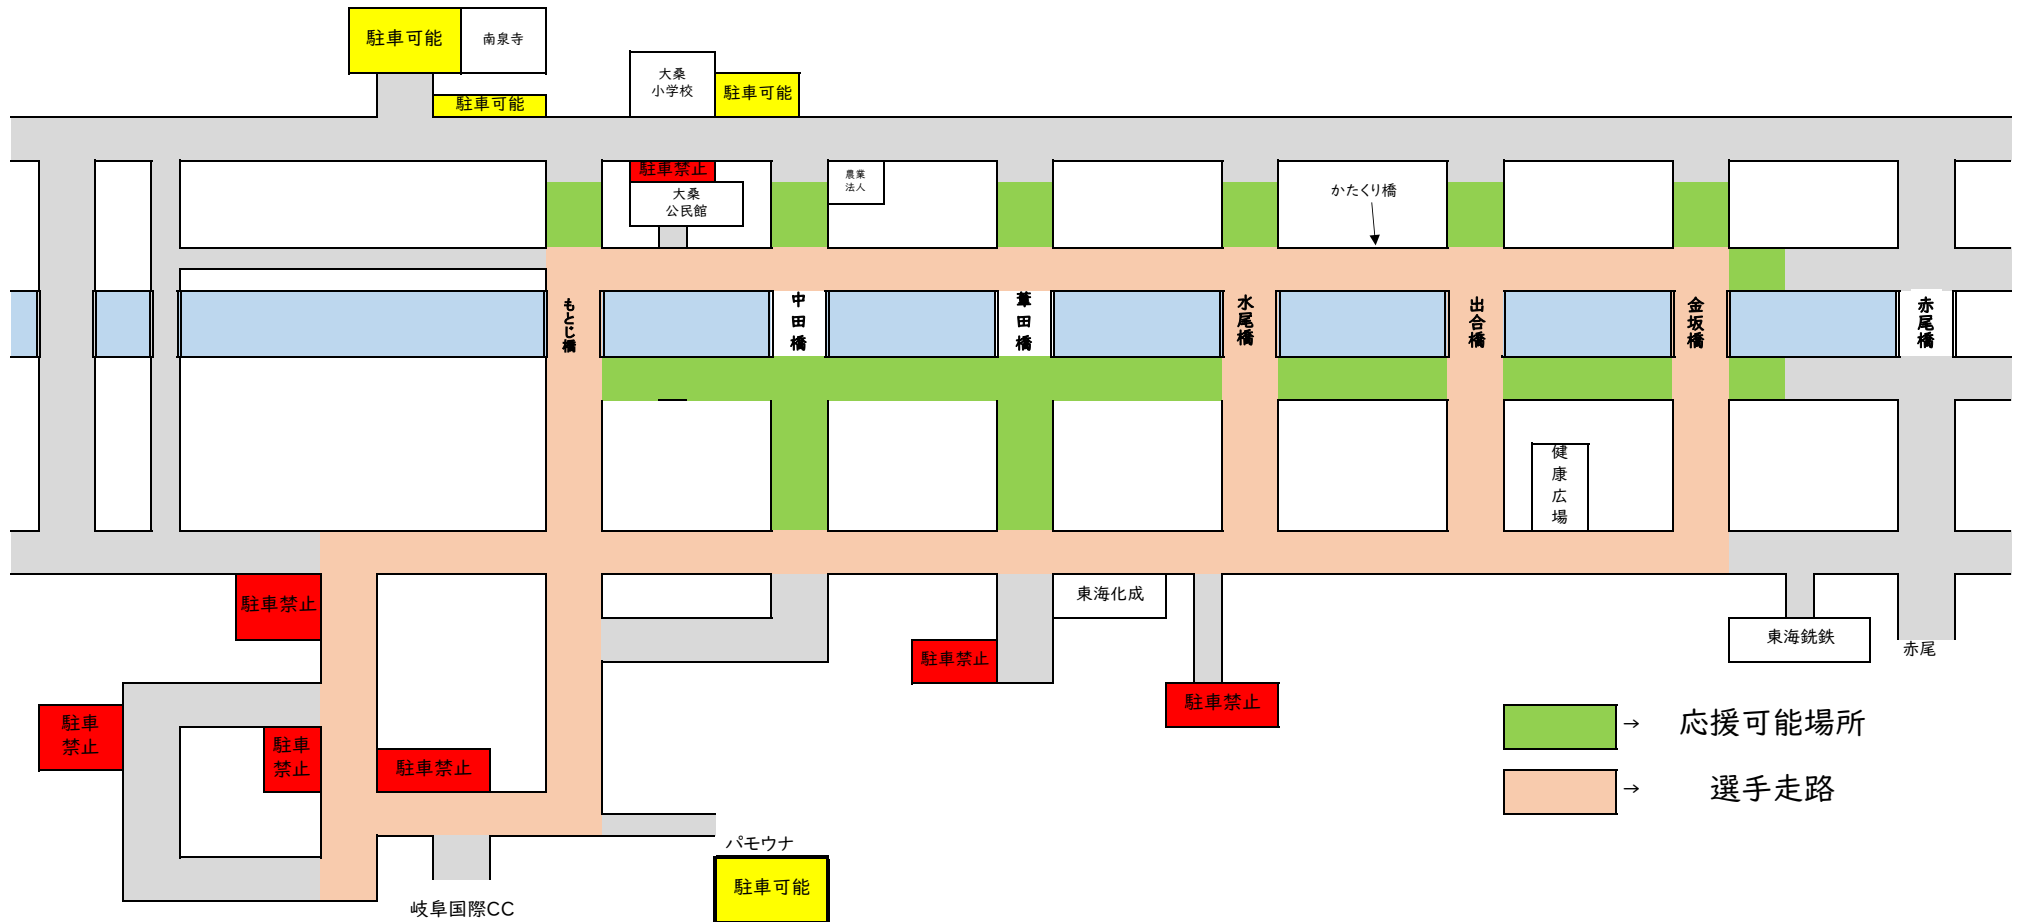 駐車可能
南泉寺
大桑
小学校
駐車可能
駐車可能
駐車禁止
大桑
公民館
農業
法人
かたくり橋
もとじ橋
中田橋
葦田橋
水尾橋
出合橋
金坂橋
赤尾橋
健康広場
駐車禁止
東海化成
東海銑鉄
赤尾
駐車禁止
駐車禁止
駐車
禁止
駐車
禁止
駐車禁止
→ 応援可能場所
→ 選手走路
パモウナ
駐車可能
岐阜国際CC